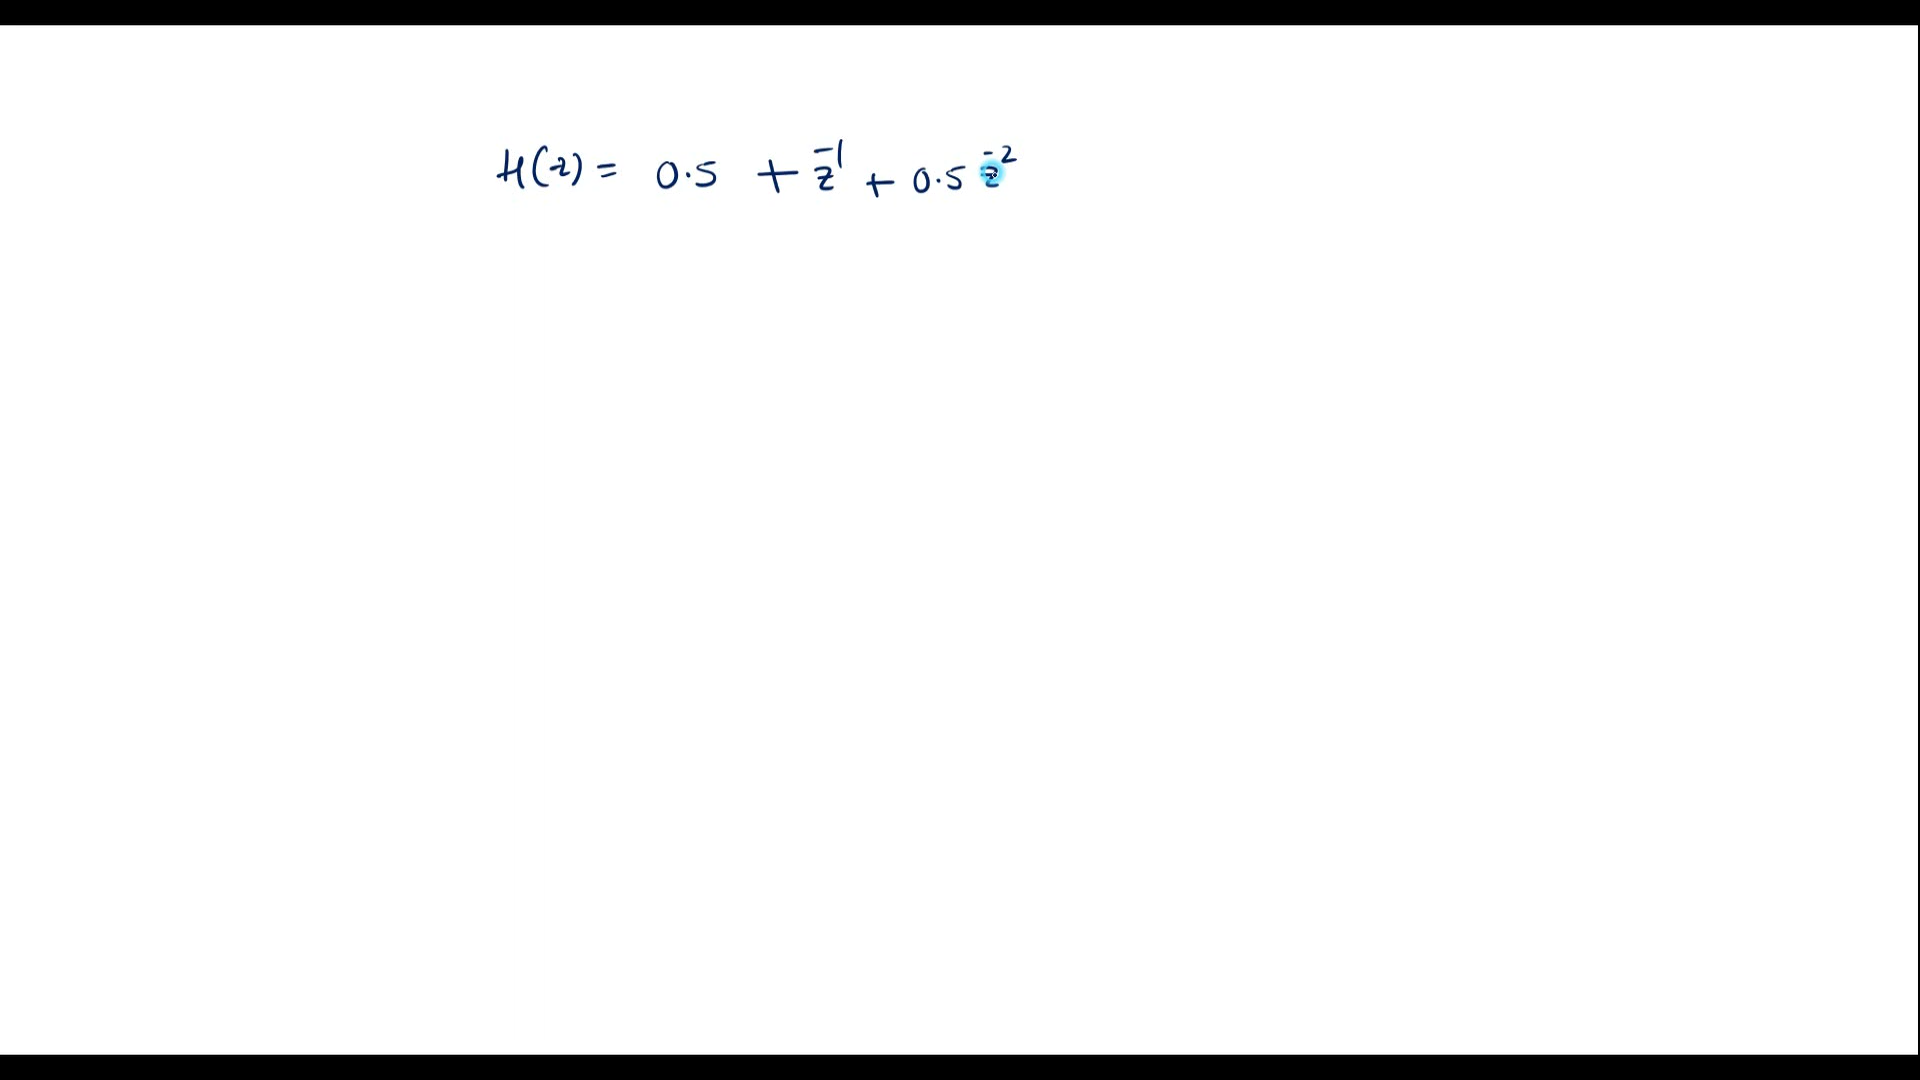 H(z) = 0.5 + z⁻¹ + 0.5 z⁻²